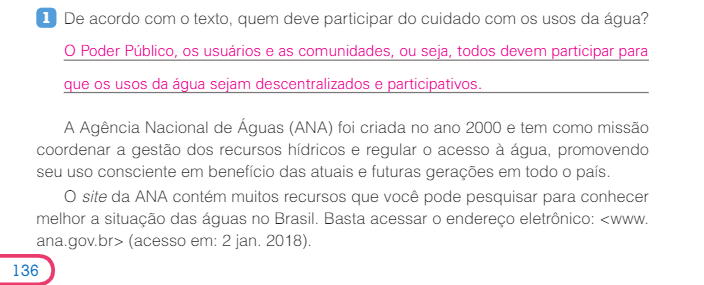 1 De acordo com o texto, quem deve participar do cuidado com os usos da água?
O Poder Público, os usuários e as comunidades, ou seja, todos devem participar para
que os usos da água sejam descentralizados e participativos.
A Agência Nacional de Águas (ANA) foi criada no ano 2000 e tem como missão
coordenar a gestão dos recursos hídricos e regular o acesso à água, promovendo
seu uso consciente em benefício das atuais e futuras gerações em todo o país.
O site da ANA contém muitos recursos que você pode pesquisar para conhecer
melhor a situação das águas no Brasil. Basta acessar o endereço eletrônico: <www.
ana.gov.br> (acesso em: 2 jan. 2018).
136